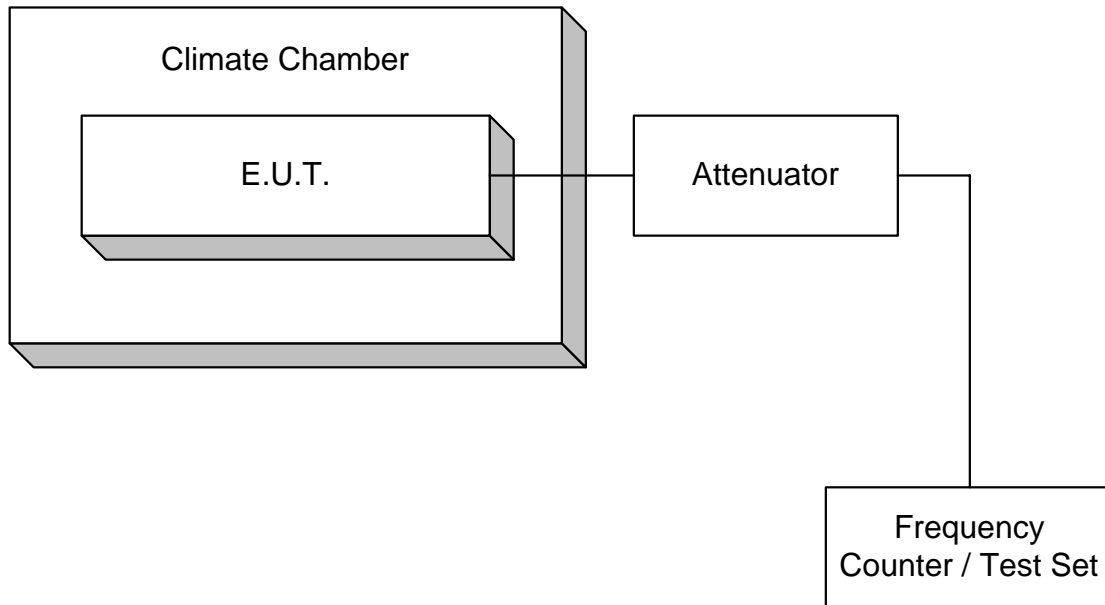 Climate Chamber
E.U.T.
Attenuator
Frequency
Counter / Test Set